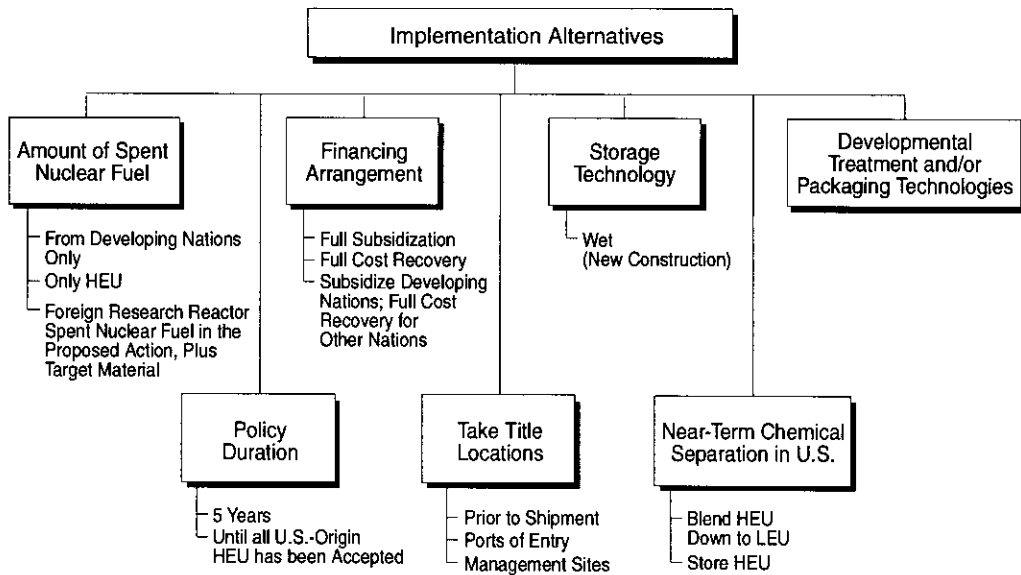 Implementation Alternatives
Amount of Spent
Nuclear Fuel
From Developing Nations
Only
Only HEU
Foreign Research Reactor
Spent Nuclear Fuel in the
Proposed Action, Plus
Target Material
Financing
Arrangement
Full Subsidization
Full Cost Recovery
Subsidize Developing
Nations; Full Cost
Recovery for
Other Nations
Storage
Technology
Wet
(New Construction)
Developmental
Treatment and/or
Packaging Technologies
Policy
Duration
5 Years
Until all U.S.-Origin
HEU has been Accepted
Take Title
Locations
Prior to Shipment
Ports of Entry
Management Sites
Near-Term Chemical
Separation in U.S.
Blend HEU
Down to LEU
Store HEU